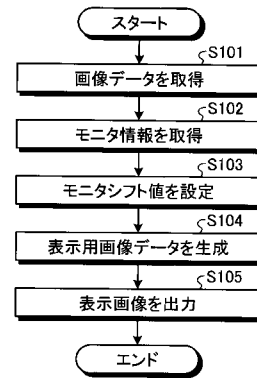 スタート
S101
画像データを取得
S102
モニタ情報を取得
S103
モニタシフト値を設定
S104
表示用画像データを生成
S105
表示画像を出力
エンド